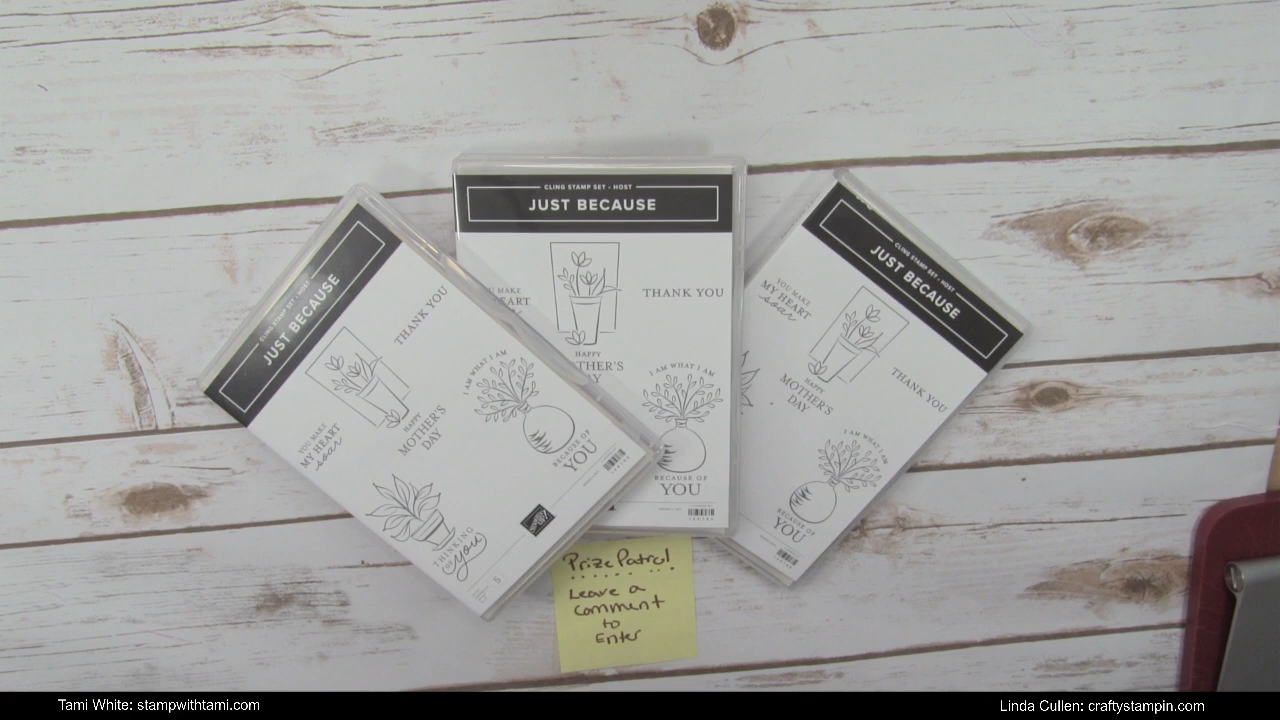 CLING STAMP SET • HOST
JUST BECAUSE
THANK YOU
YOU MAKE
MY HEART
soar
HAPPY
MOTHER'S
DAY
I AM WHAT I AM
BECAUSE OF
YOU
THINKING
OF you
5
CLING STAMP SET • HOST
JUST BECAUSE
THANK YOU
HAPPY
I AM WHAT I AM
BECAUSE OF
YOU
CLING STAMP SET • HOST
JUST BECAUSE
YOU MAKE
MY HEART
soar
THANK YOU
HAPPY
MOTHER'S
DAY
I AM WHAT I AM
BECAUSE OF
YOU
Prize Patrol
Leave a
comment
to
Enter
Tami White: stampwithtami.com
Linda Cullen: craftystampin.com